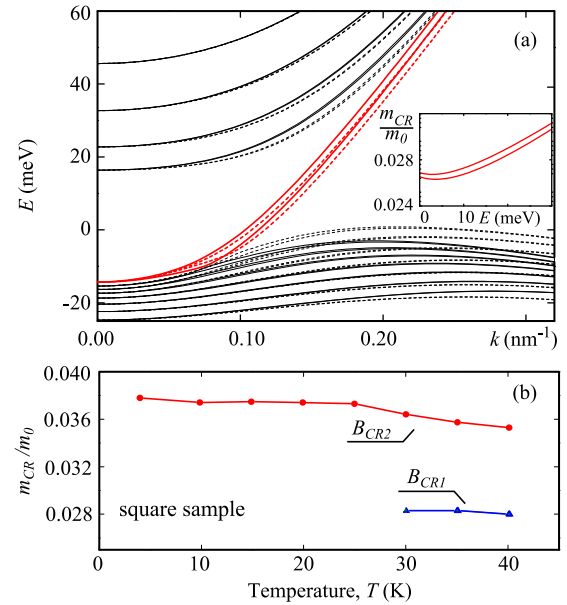 60
40
20
0
-20
E (meV)
(a)
m_CR
m_0
0.028
0.024
0 10 E (meV)
0.00 0.10 0.20 k (nm⁻¹)
0.040
0.036
0.032
0.028
m_CR/m_0
(b)
B_CR2
B_CR1
square sample
0 10 20 30 40
Temperature, T (K)